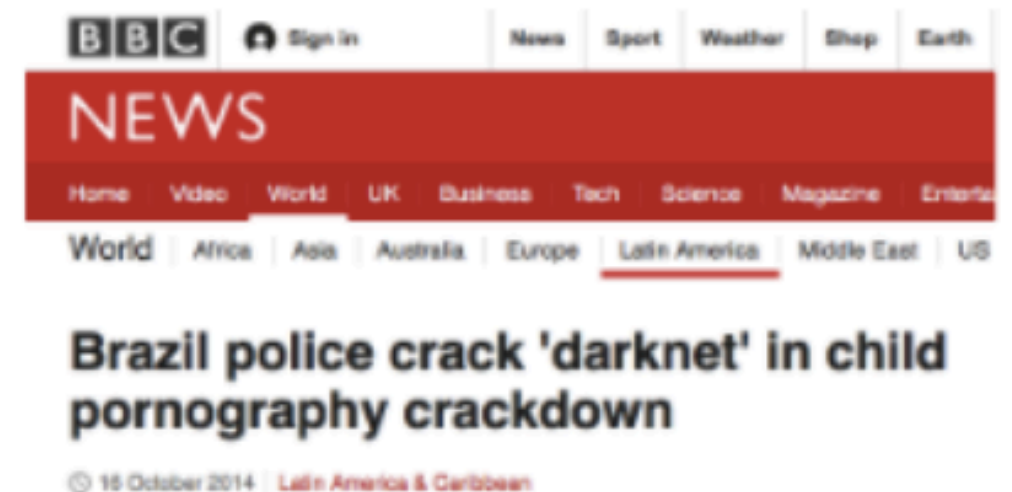 BBC Sign in News Sport Weather Shop Earth
NEWS
Home Video World UK Business Tech Science Magazine Enterta
World Africa Asia Australia Europe Latin America Middle East US
Brazil police crack 'darknet' in child
pornography crackdown
16 October 2014 Latin America & Caribbean